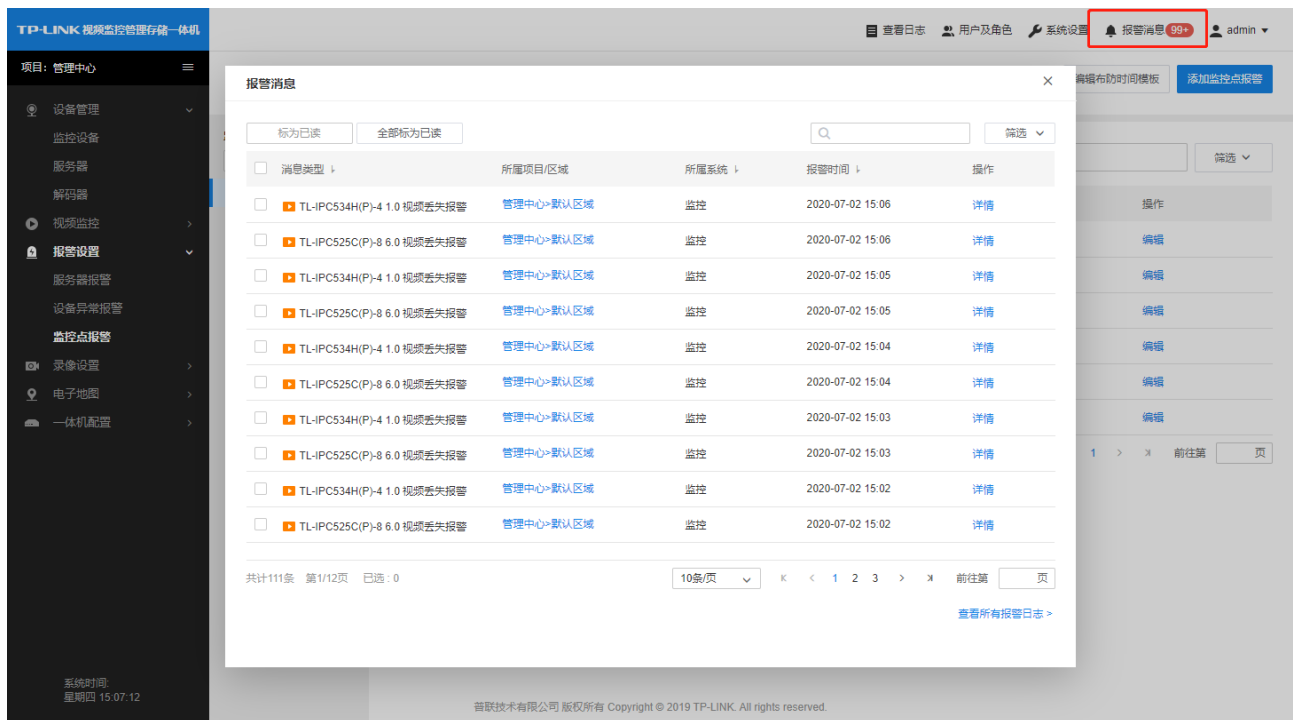 TP-LINK 视频监控管理存储一体机
查看日志 用户及角色 系统设置 报警消息 99+ admin
项目: 管理中心
设备管理
监控设备
服务器
解码器
视频监控
报警设置
服务器报警
设备异常报警
监控点报警
录像设置
电子地图
一体机配置
系统时间:
星期四 15:07:12
编辑布防时间模板 添加监控点报警
筛选
操作
编辑
编辑
编辑
编辑
编辑
编辑
1 前往第 页
报警消息
标为已读 全部标为已读 筛选
消息类型 所属项目/区域 所属系统 报警时间 操作
TL-IPC534H(P)-4 1.0 视频丢失报警 管理中心>默认区域 监控 2020-07-02 15:06 详情
TL-IPC525C(P)-8 6.0 视频丢失报警 管理中心>默认区域 监控 2020-07-02 15:06 详情
TL-IPC534H(P)-4 1.0 视频丢失报警 管理中心>默认区域 监控 2020-07-02 15:05 详情
TL-IPC525C(P)-8 6.0 视频丢失报警 管理中心>默认区域 监控 2020-07-02 15:05 详情
TL-IPC534H(P)-4 1.0 视频丢失报警 管理中心>默认区域 监控 2020-07-02 15:04 详情
TL-IPC525C(P)-8 6.0 视频丢失报警 管理中心>默认区域 监控 2020-07-02 15:04 详情
TL-IPC534H(P)-4 1.0 视频丢失报警 管理中心>默认区域 监控 2020-07-02 15:03 详情
TL-IPC525C(P)-8 6.0 视频丢失报警 管理中心>默认区域 监控 2020-07-02 15:03 详情
TL-IPC534H(P)-4 1.0 视频丢失报警 管理中心>默认区域 监控 2020-07-02 15:02 详情
TL-IPC525C(P)-8 6.0 视频丢失报警 管理中心>默认区域 监控 2020-07-02 15:02 详情
共计111条 第1/12页 已选 : 0 10条/页 1 2 3 前往第 页
查看所有报警日志 >
普联技术有限公司 版权所有 Copyright © 2019 TP-LINK. All rights reserved.